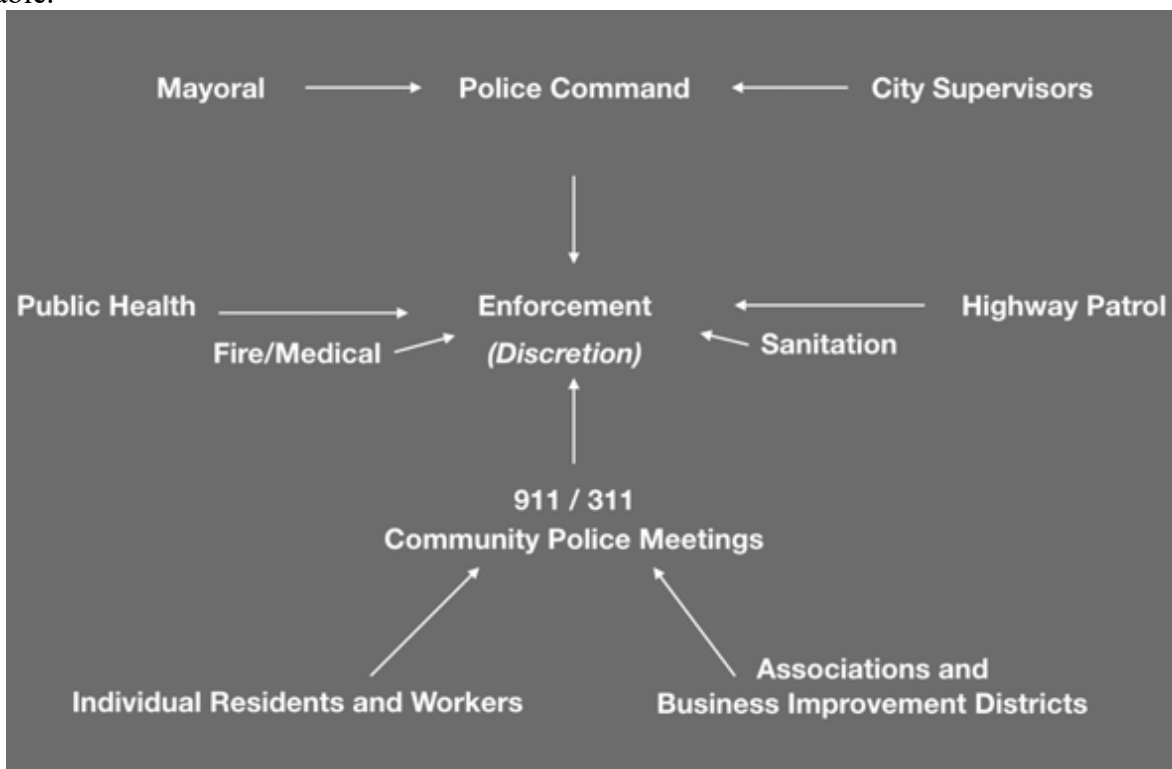 Mayoral
Police Command
City Supervisors
Public Health
Enforcement
Highway Patrol
Fire/Medical
(Discretion)
Sanitation
911 / 311
Community Police Meetings
Individual Residents and Workers
Associations and
Business Improvement Districts